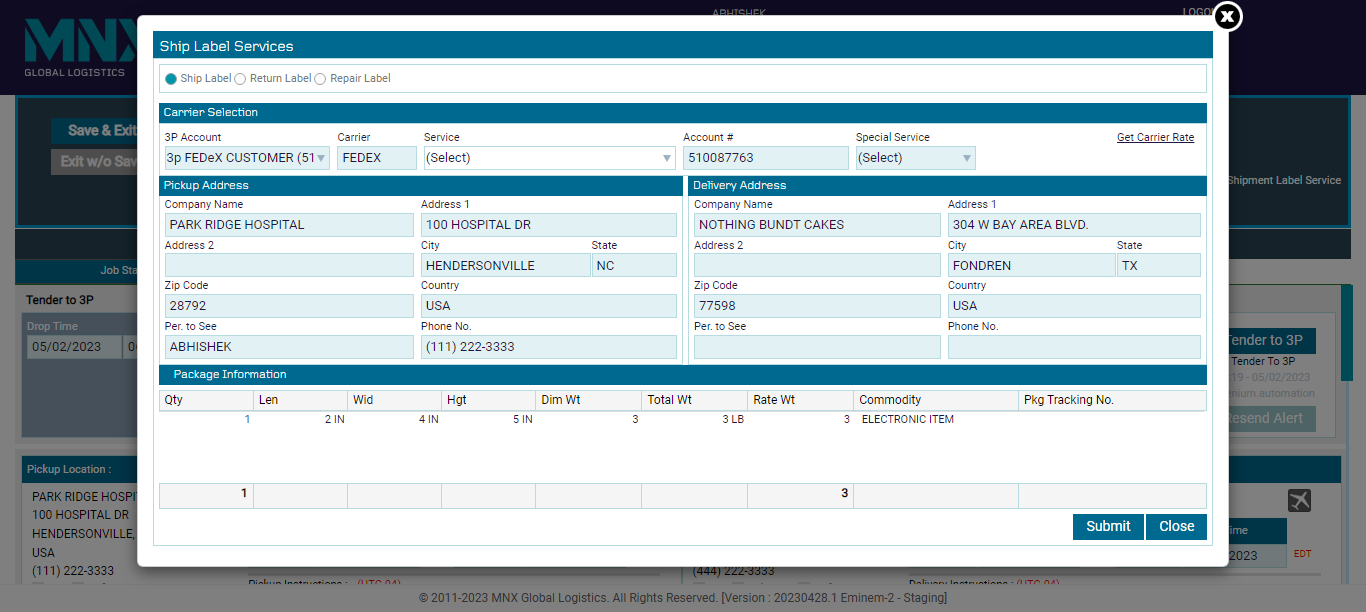 ABHISHEK
MNX
GLOBAL LOGISTICS
Ship Label Services
Ship Label Return Label Repair Label
Carrier Selection
3P Account Carrier Service Account # Special Service Get Carrier Rate
3p FEDeX CUSTOMER (51 FEDEX (Select) 510087763 (Select)
Pickup Address Delivery Address
Company Name Address 1 Company Name Address 1
PARK RIDGE HOSPITAL 100 HOSPITAL DR NOTHING BUNDT CAKES 304 W BAY AREA BLVD.
Address 2 City State Address 2 City State
HENDERSONVILLE NC FONDREN TX
Zip Code Country Zip Code Country
28792 USA 77598 USA
Per. to See Phone No. Per. to See Phone No.
ABHISHEK (111) 222-3333
Package Information
Qty Len Wid Hgt Dim Wt Total Wt Rate Wt Commodity Pkg Tracking No.
1 2 IN 4 IN 5 IN 3 3 LB 3 ELECTRONIC ITEM
1 3
Submit Close
Save & Exit
Exit w/o Sav
Shipment Label Service
Job Sta
Tender to 3P
Drop Time
05/02/2023
Tender to 3P
Tender To 3P
19 - 05/02/2023
nium.automation
Resend Alert
Pickup Location :
PARK RIDGE HOSPI
100 HOSPITAL DR
HENDERSONVILLE,
USA
(111) 222-3333
ime
2023 EDT
(444) 222-3333
Pickup Instructions : (UTC-04) Delivery Instructions : (UTC-04)
© 2011-2023 MNX Global Logistics. All Rights Reserved. [Version : 20230428.1 Eminem-2 - Staging]